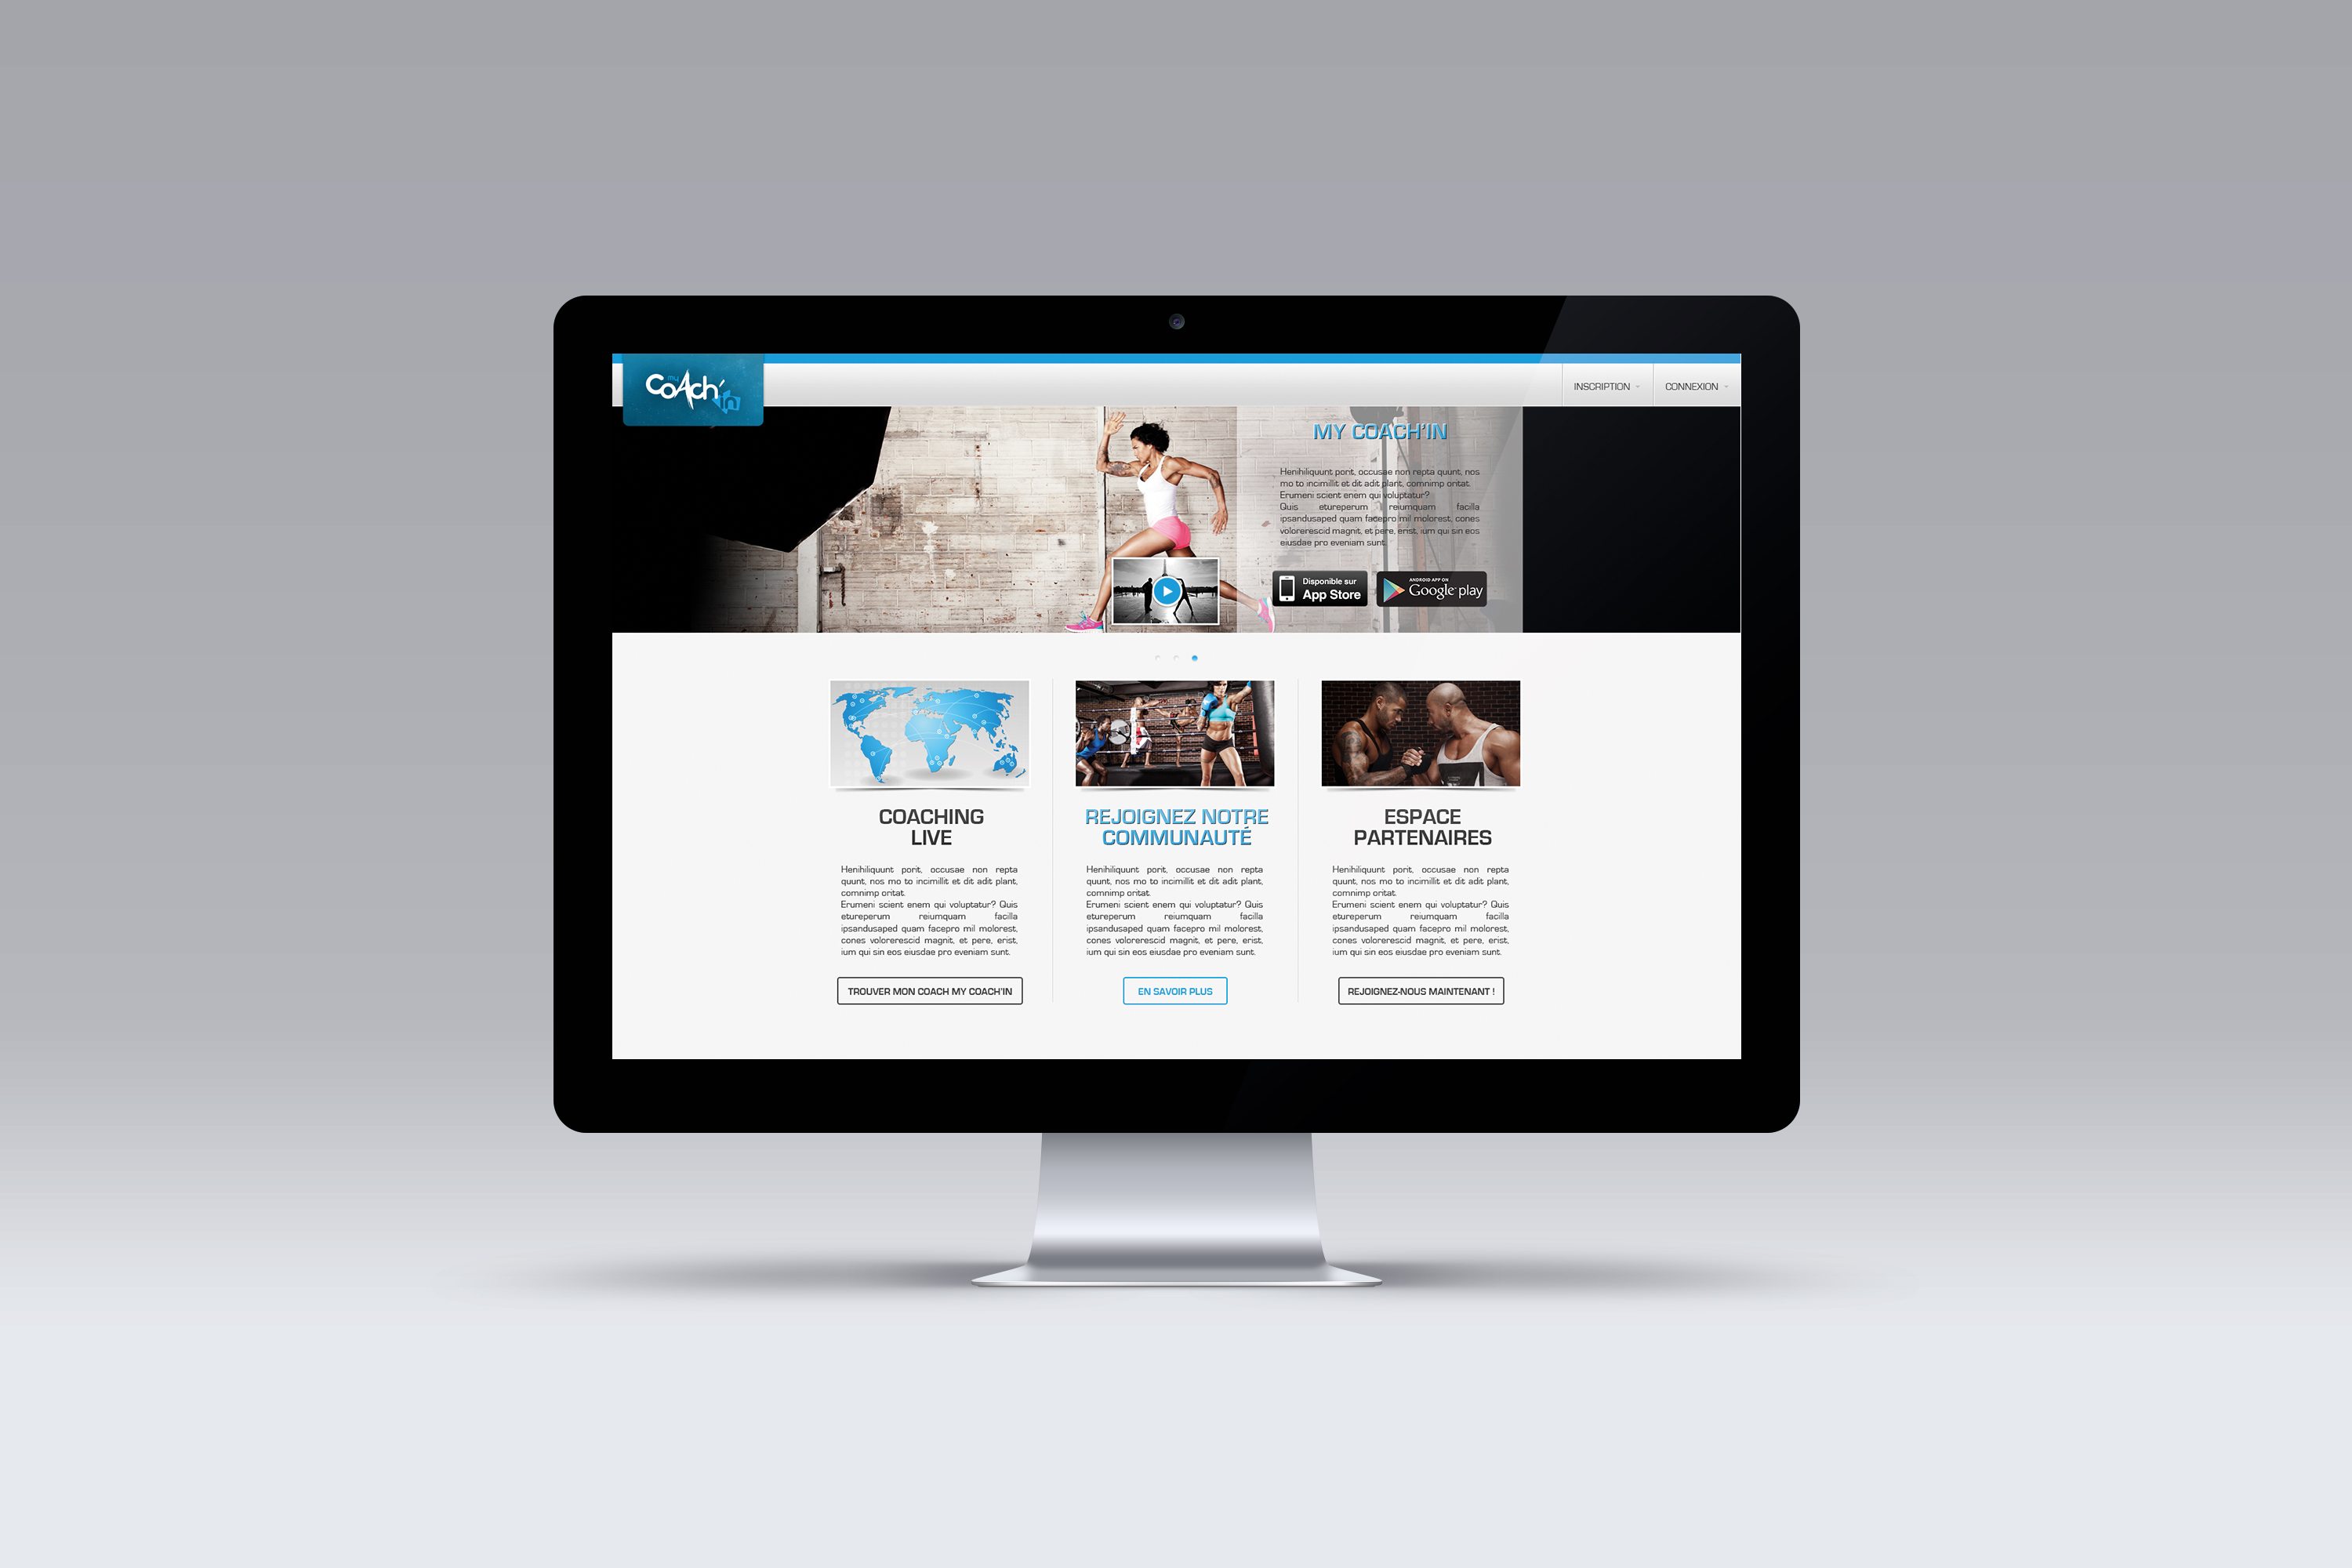 my
CoAch'
in
INSCRIPTION
CONNEXION
MY COACH'IN
Henihiliquunt porit, occusae non repta quunt, nos
mo to incimillit et dit adit plant, comnimp oritat.
Erumeni scient enem qui voluptatur?
Quis etureperum reiumquam facilla
ipsandusaped quam facepro mil molorest, cones
volorerescid magnit, et pere, erist, ium qui sin eos
eiusdae pro eveniam sunt.
Disponible sur
App Store
ANDROID APP ON
Google play
COACHING
LIVE
Henihiliquunt porit, occusae non repta
quunt, nos mo to incimillit et dit adit plant,
comnimp oritat.
Erumeni scient enem qui voluptatur? Quis
etureperum reiumquam facilla
ipsandusaped quam facepro mil molorest,
cones volorerescid magnit, et pere, erist,
ium qui sin eos eiusdae pro eveniam sunt.
TROUVER MON COACH MY COACH'IN
REJOIGNEZ NOTRE
COMMUNAUTÉ
Henihiliquunt porit, occusae non repta
quunt, nos mo to incimillit et dit adit plant,
comnimp oritat.
Erumeni scient enem qui voluptatur? Quis
etureperum reiumquam facilla
ipsandusaped quam facepro mil molorest,
cones volorerescid magnit, et pere, erist,
ium qui sin eos eiusdae pro eveniam sunt.
EN SAVOIR PLUS
ESPACE
PARTENAIRES
Henihiliquunt porit, occusae non repta
quunt, nos mo to incimillit et dit adit plant,
comnimp oritat.
Erumeni scient enem qui voluptatur? Quis
etureperum reiumquam facilla
ipsandusaped quam facepro mil molorest,
cones volorerescid magnit, et pere, erist,
ium qui sin eos eiusdae pro eveniam sunt.
REJOIGNEZ-NOUS MAINTENANT !